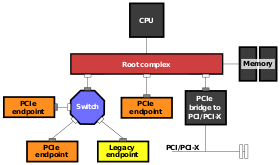 CPU
Root complex
Memory
PCIe
endpoint
Switch
PCIe
endpoint
PCIe
bridge to
PCI/PCI-X
PCIe
endpoint
Legacy
endpoint
PCI/PCI-X